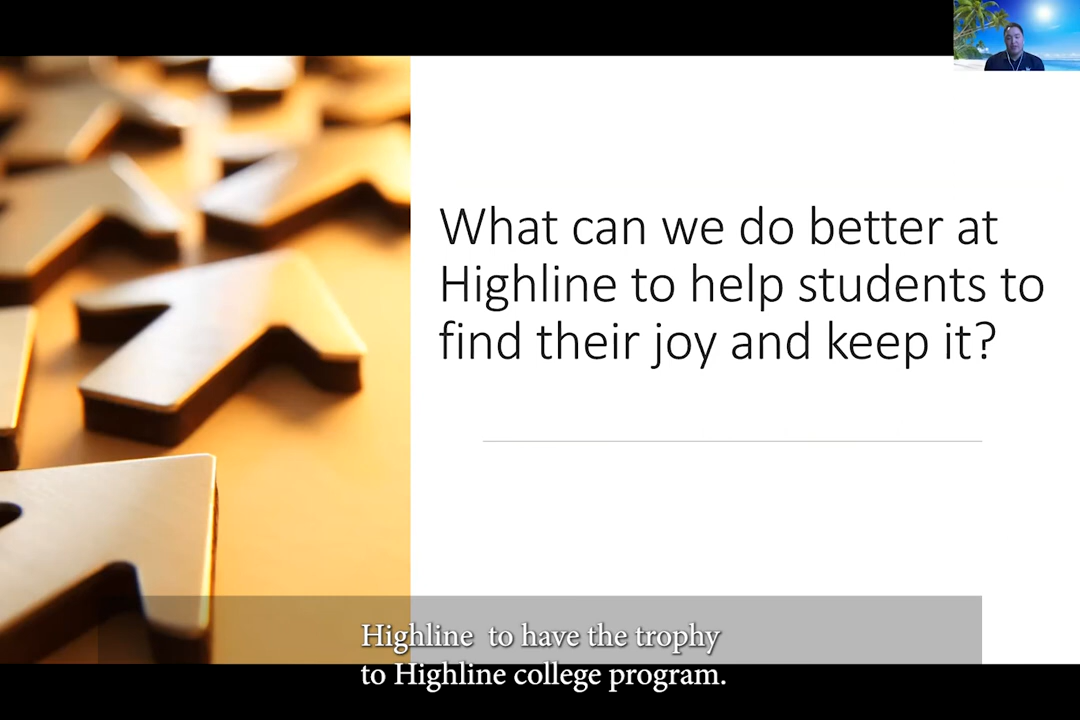 What can we do better at
Highline to help students to
find their joy and keep it?
Highline to have the trophy
to Highline college program.